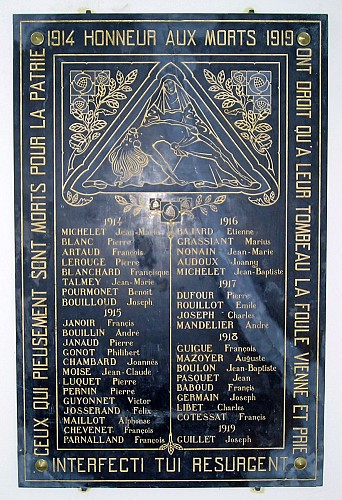 1914 HONNEUR AUX MORTS 1919
CEUX QUI PIEUSEMENT SONT MORTS POUR LA PATRIE
ONT DROIT QU'A LEUR TOMBEAU LA FOULE VIENNE ET PRIE
1914
MICHELET Jean-Marius
BLANC Pierre
ARTAUD François
LEROUGE Pierre
BLANCHARD Françisque
TALMEY Jean-Marie
POURMONET Benoit
BOUILLOUD Joseph
1915
JANOIR Francis
BOUILLIN André
JANAUD Pierre
GONOT Philibert
CHAMBARD Joannès
MOISE Jean-Claude
LUQUET Pierre
PERNIN Pierre
GUYONNET Victor
JOSSERAND Felix
MAILLOT Alphonse
CHEVENET François
PARNALLAND François
1916
BAJARD Etienne
GRASSIANT Marius
NONAIN Jean-Marie
AUDOUX Joanny
MICHELET Jean-Baptiste
1917
DUFOUR Pierre
ROUILLOT Emile
JOSEPH Charles
MANDELIER André
1918
GUIGUE François
MAZOYER Auguste
BOULON Jean-Baptiste
PASQUET Jean
BABOUD Francis
GERMAIN Joseph
LIBET Charles
COTESSAT Francis
1919
GUILLET Joseph
INTERFECTI TUI RESURGENT